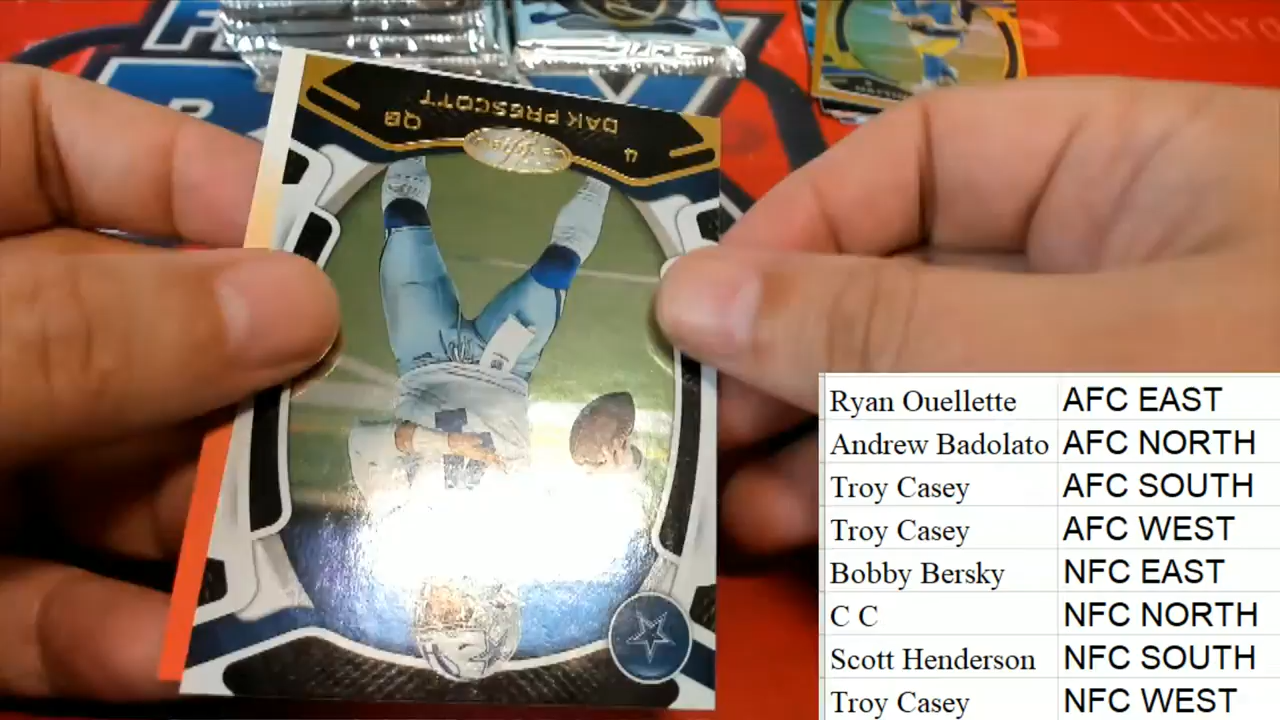 DAK PRESCOTT
QB
4
Ryan Ouellette AFC EAST
Andrew Badolato AFC NORTH
Troy Casey AFC SOUTH
Troy Casey AFC WEST
Bobby Bersky NFC EAST
C C NFC NORTH
Scott Henderson NFC SOUTH
Troy Casey NFC WEST